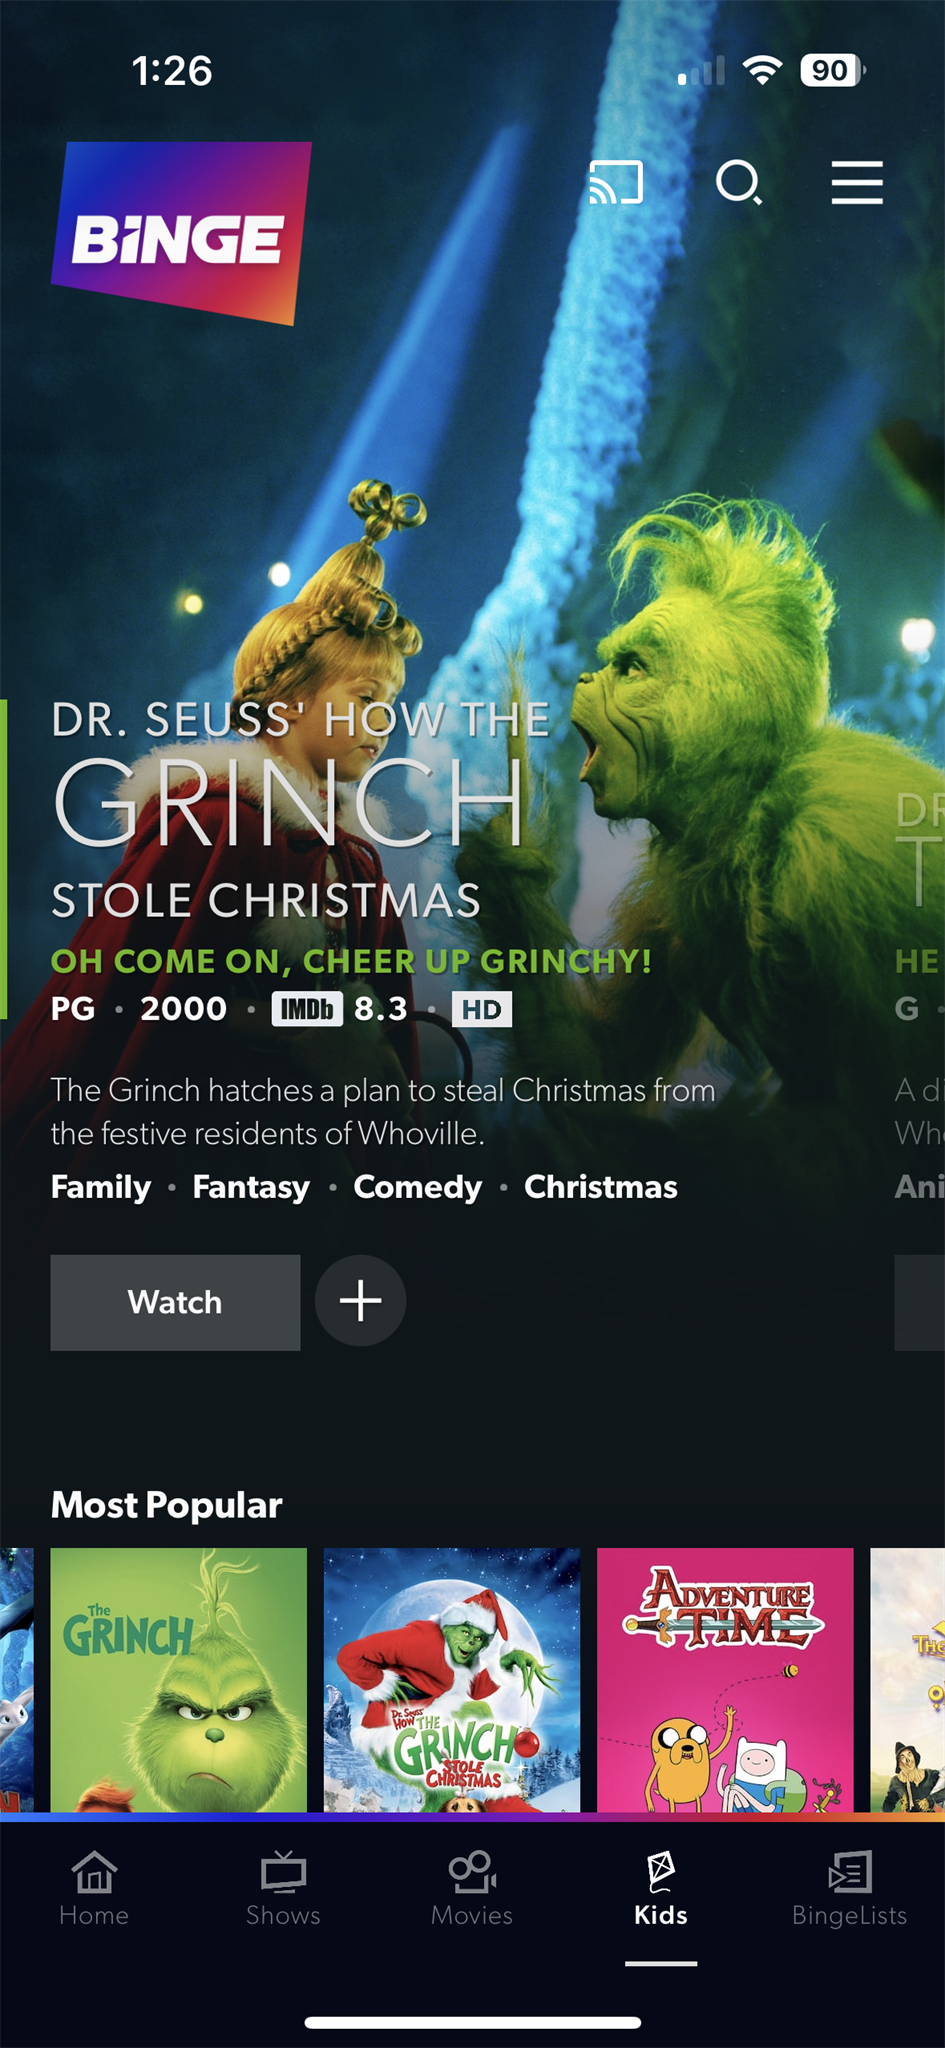 1:26
90
BINGE
DR. SEUSS' HOW THE
GRINCH
STOLE CHRISTMAS
OH COME ON, CHEER UP GRINCHY!
PG • 2000 • IMDb 8.3 • HD
The Grinch hatches a plan to steal Christmas from
the festive residents of Whoville.
Family • Fantasy • Comedy • Christmas
Watch
DR
T
HE
G •
A di
Who
Ani
Most Popular
The
GRINCH
Dr. Seuss'
HOW THE
GRINCH
STOLE
CHRISTMAS
ADVENTURE
TIME
THE
Home
Shows
Movies
Kids
BingeLists